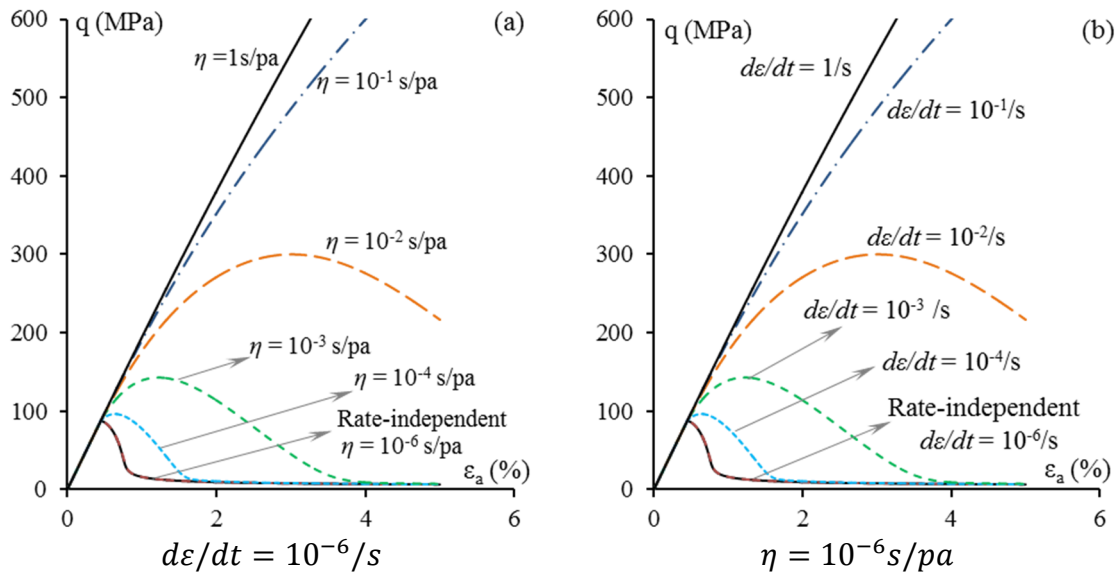 q (MPa)
(a)
600
500
400
300
200
100
0
η =1s/pa
η = 10⁻¹ s/pa
η = 10⁻² s/pa
η = 10⁻³ s/pa
η = 10⁻⁴ s/pa
Rate-independent
η = 10⁻⁶ s/pa
εₐ (%)
0 2 4 6
dε/dt = 10⁻⁶/s
q (MPa)
(b)
600
500
400
300
200
100
0
dε/dt = 1/s
dε/dt = 10⁻¹/s
dε/dt = 10⁻²/s
dε/dt = 10⁻³ /s
dε/dt = 10⁻⁴/s
Rate-independent
dε/dt = 10⁻⁶/s
εₐ (%)
0 2 4 6
η = 10⁻⁶s/pa